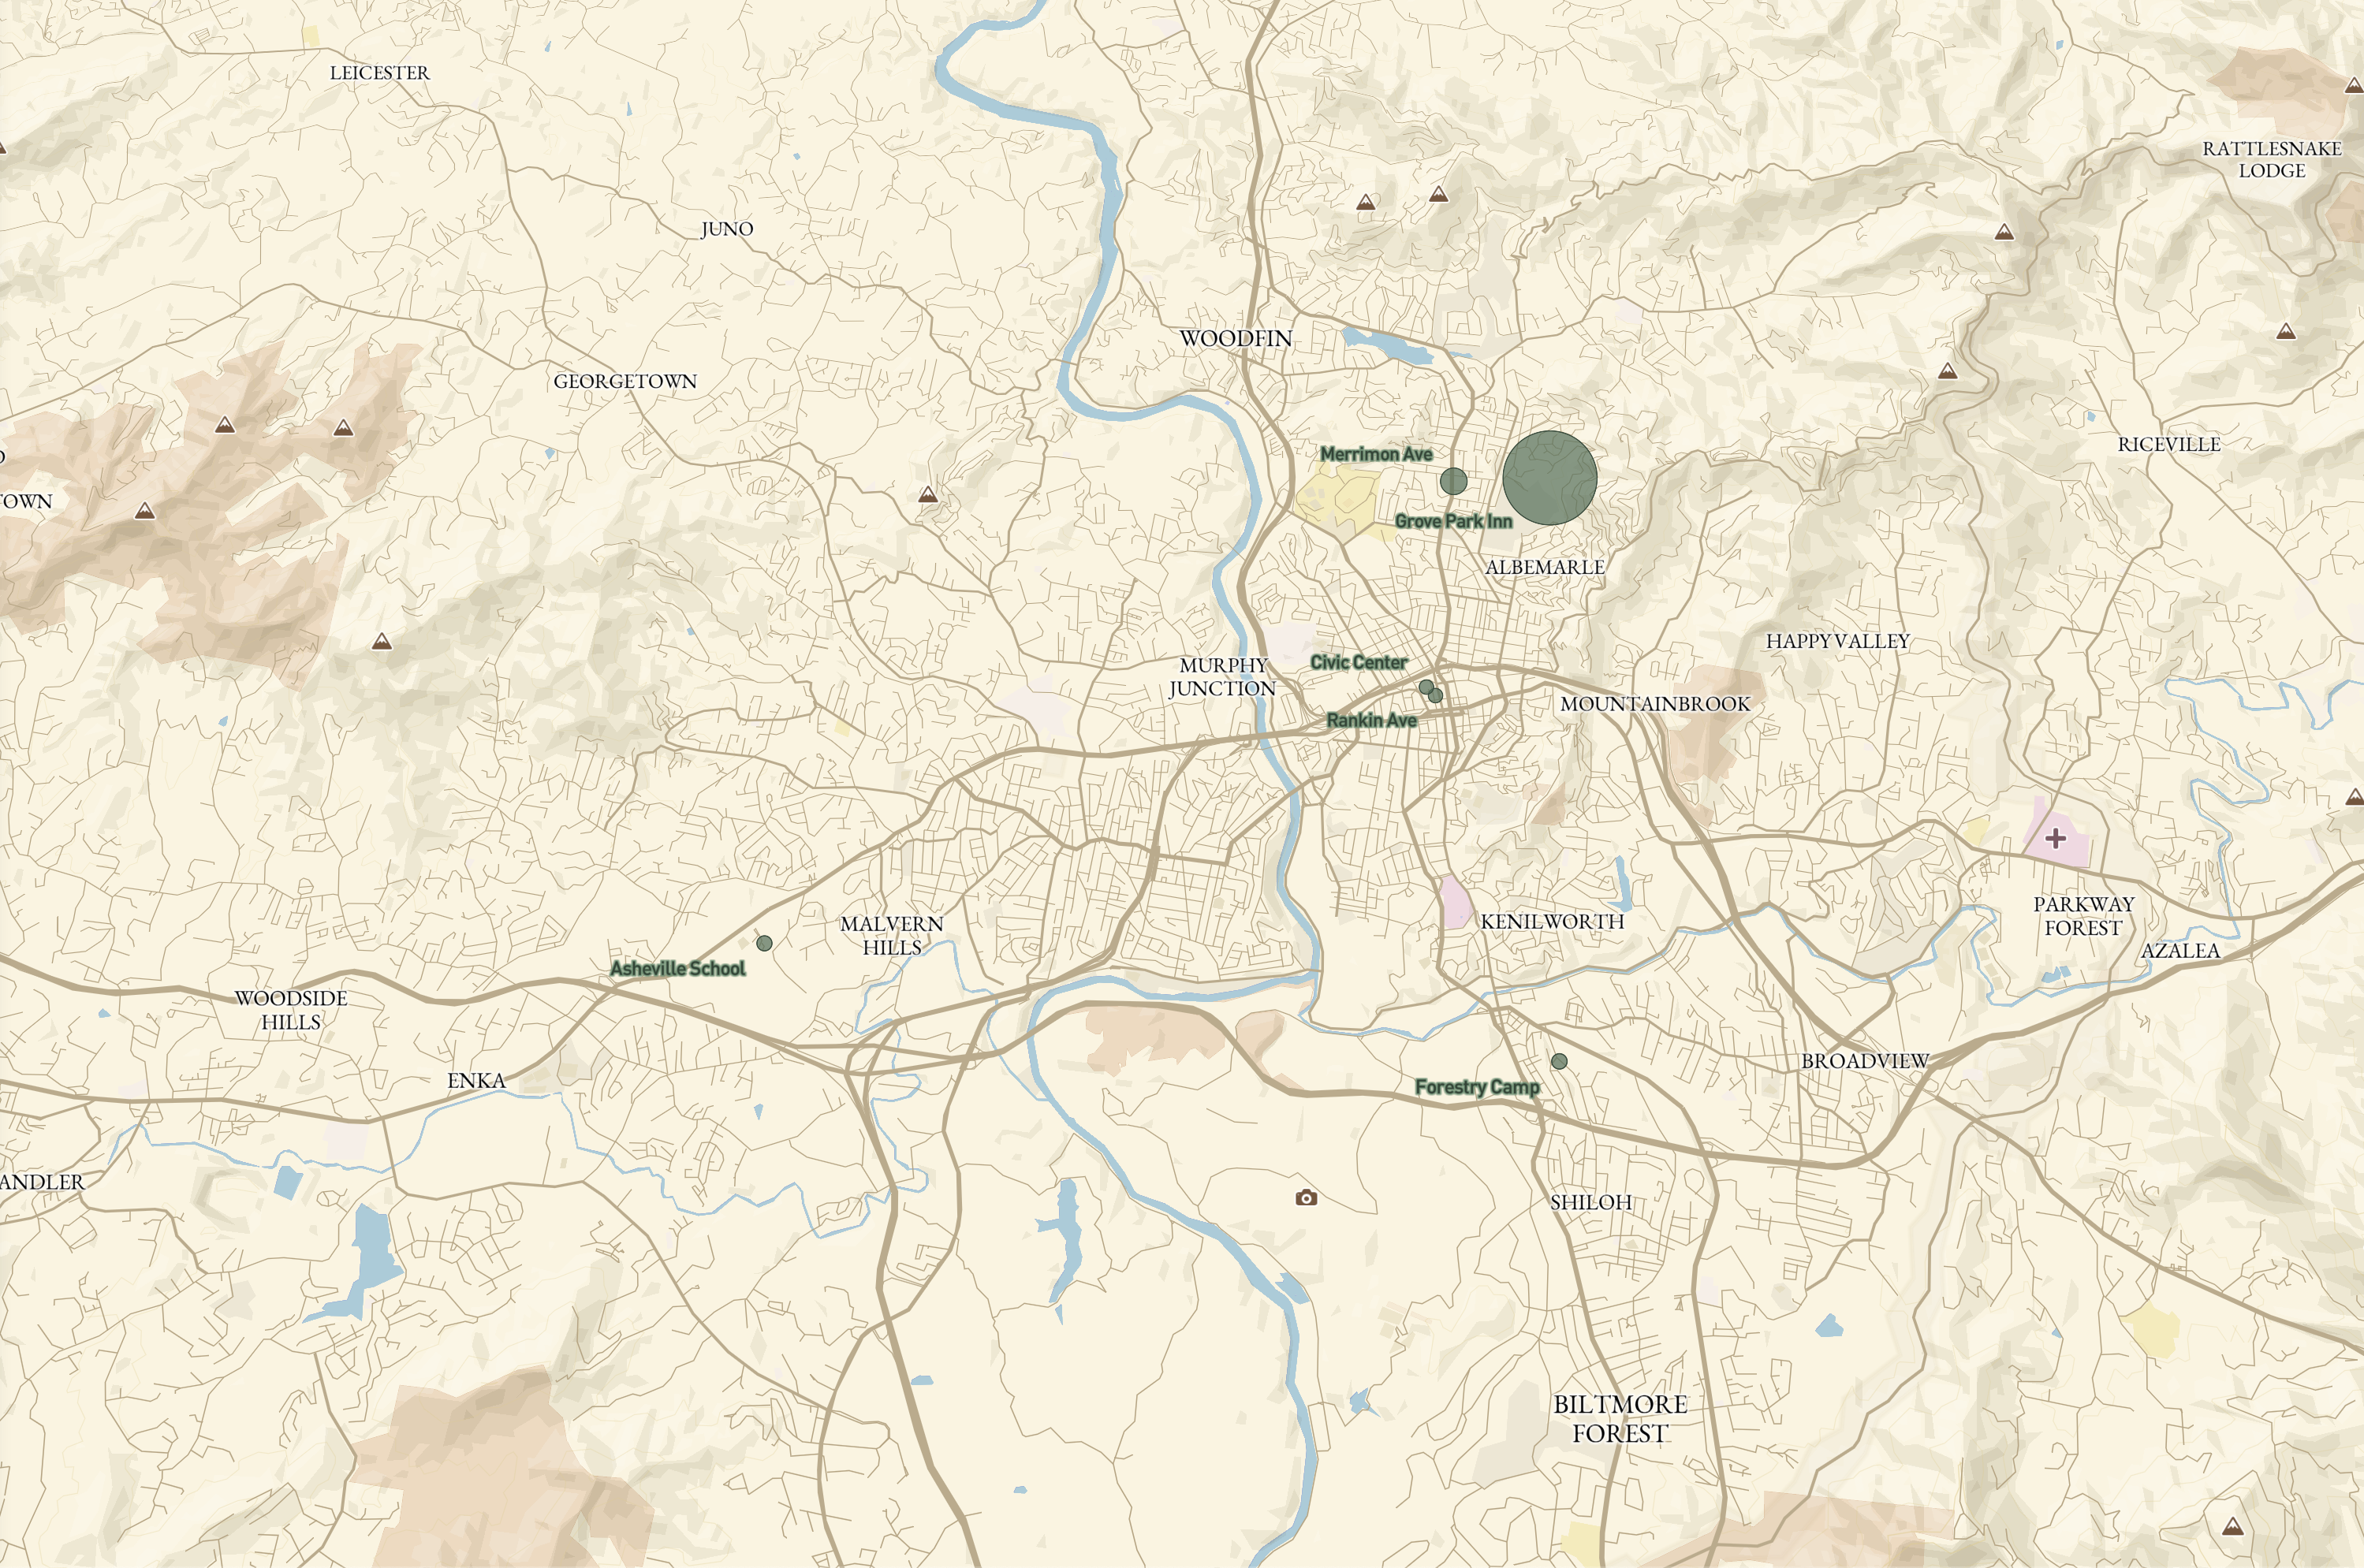 LEICESTER
RATTLESNAKE
LODGE
JUNO
WOODFIN
GEORGETOWN
RICEVILLE
Merrimon Ave
OWN
Grove Park Inn
ALBEMARLE
HAPPY VALLEY
Civic Center
MURPHY
JUNCTION
MOUNTAINBROOK
Rankin Ave
PARKWAY
FOREST
KENILWORTH
MALVERN
HILLS
AZALEA
Asheville School
WOODSIDE
HILLS
BROADVIEW
ENKA
Forestry Camp
ANDLER
SHILOH
BILTMORE
FOREST